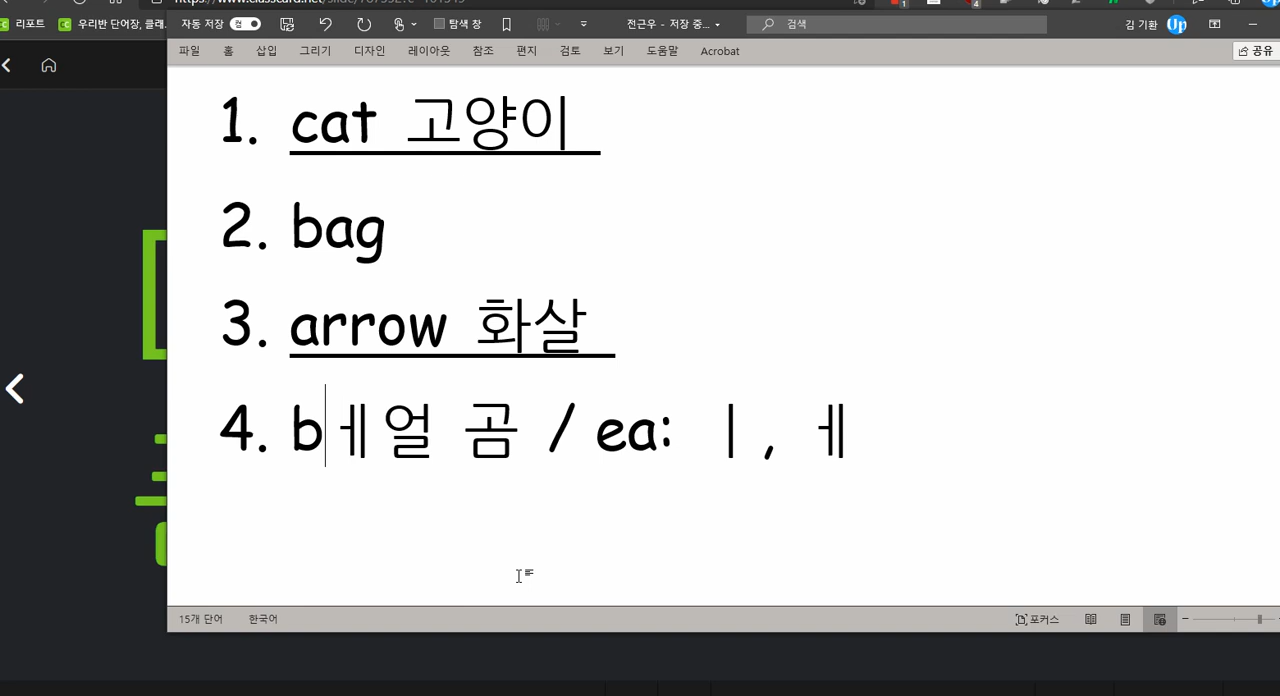 리포트 우리반 단어장, 클래.. 자동 저장 컴 탐색 창 전근우 - 저장 중... 검색 김 기환
파일 홈 삽입 그리기 디자인 레이아웃 참조 편지 검토 보기 도움말 Acrobat 공유
1. cat 고양이
2. bag
3. arrow 화살
4. bㅔ얼 곰 / ea: ㅣ, ㅔ
15개 단어 한국어 포커스